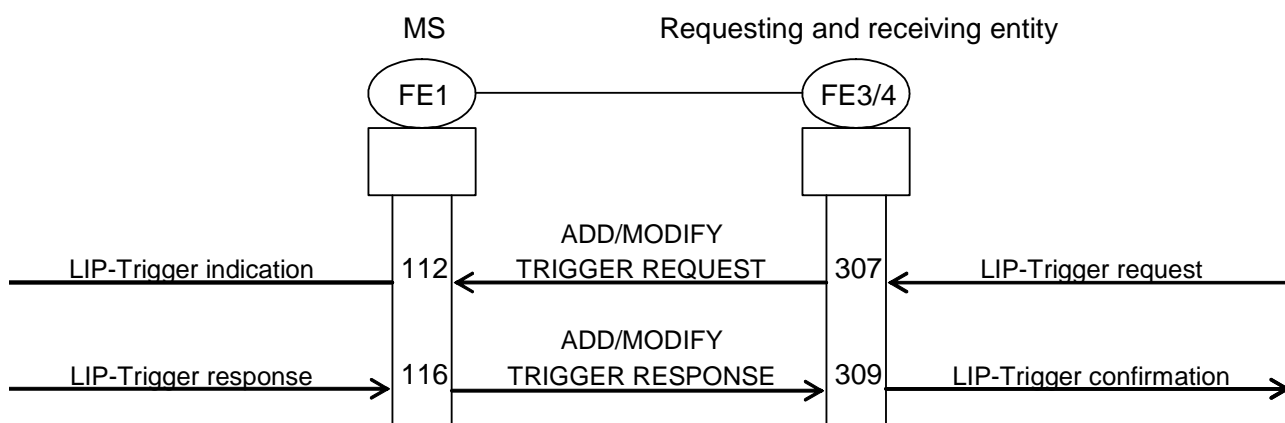 MS
Requesting and receiving entity
FE1
FE3/4
ADD/MODIFY
LIP-Trigger indication
112
TRIGGER REQUEST
307
LIP-Trigger request
ADD/MODIFY
LIP-Trigger response
116
TRIGGER RESPONSE
309
LIP-Trigger confirmation